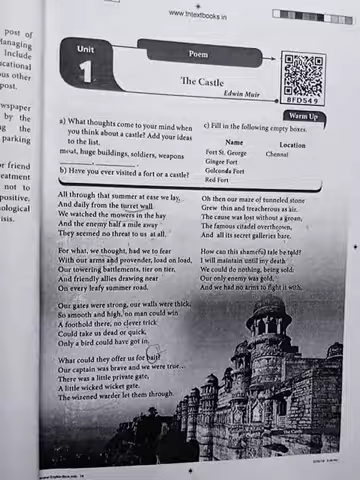 post of
Managing
Include
ucational
ous other
post.
wspaper
by the
ng the
parking
or friend
eatment
not to
positive.
ological
isis.
www.tntextbooks.in
Unit
1
Poem
The Castle
Edwin Muir
8FD549
Warm Up
a) What thoughts come to your mind when
you think about a castle? Add your ideas
to the list.
moat, huge buildings, soldiers, weapons
b) Have you ever visited a fort or a castle?
c) Fill in the following empty boxes.
Name Location
Fort St. George Chennai
Gingee Fort
Golconda Fort
Red Fort
All through that summer at ease we lay,
And daily from the turret wall
We watched the mowers in the hay
And the enemy half a mile away
They seemed no threat to us at all.
For what, we thought, had we to fear
With our arms and provender, load on load,
Our towering battlements, tier on tier,
And friendly allies drawing near
On every leafy summer road.
Our gates were strong, our walls were thick,
So smooth and high, no man could win
A foothold there, no clever trick
Could take us dead or quick,
Only a bird could have got in.
What could they offer us for bait?
Our captain was brave and we were true...
There was a little private gate,
A little wicked wicket gate.
The wizened warder let them through.
Oh then our maze of tunneled stone
Grew thin and treacherous as air.
The cause was lost without a groan,
The famous citadel overthrown,
And all its secret galleries bare.
How can this shameful tale be told?
I will maintain until my death
We could do nothing, being sold:
Our only enemy was gold,
And we had no arms to fight it with.